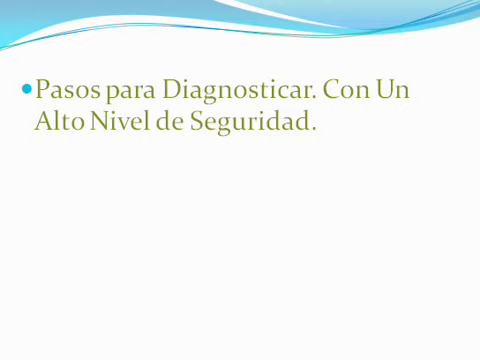 Pasos para Diagnosticar. Con Un
Alto Nivel de Seguridad.